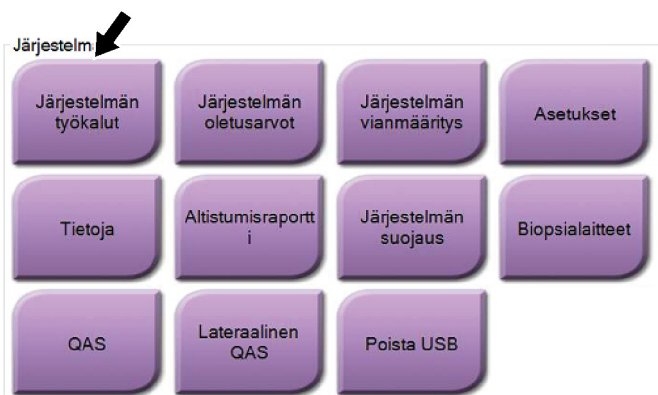 Järjestelm
Järjestelmän
työkalut
Järjestelmän
oletusarvot
Järjestelmän
vianmääritys
Asetukset
Tietoja
Altistumisraportt
i
Järjestelmän
suojaus
Biopsialaitteet
QAS
Lateraalinen
QAS
Poista USB